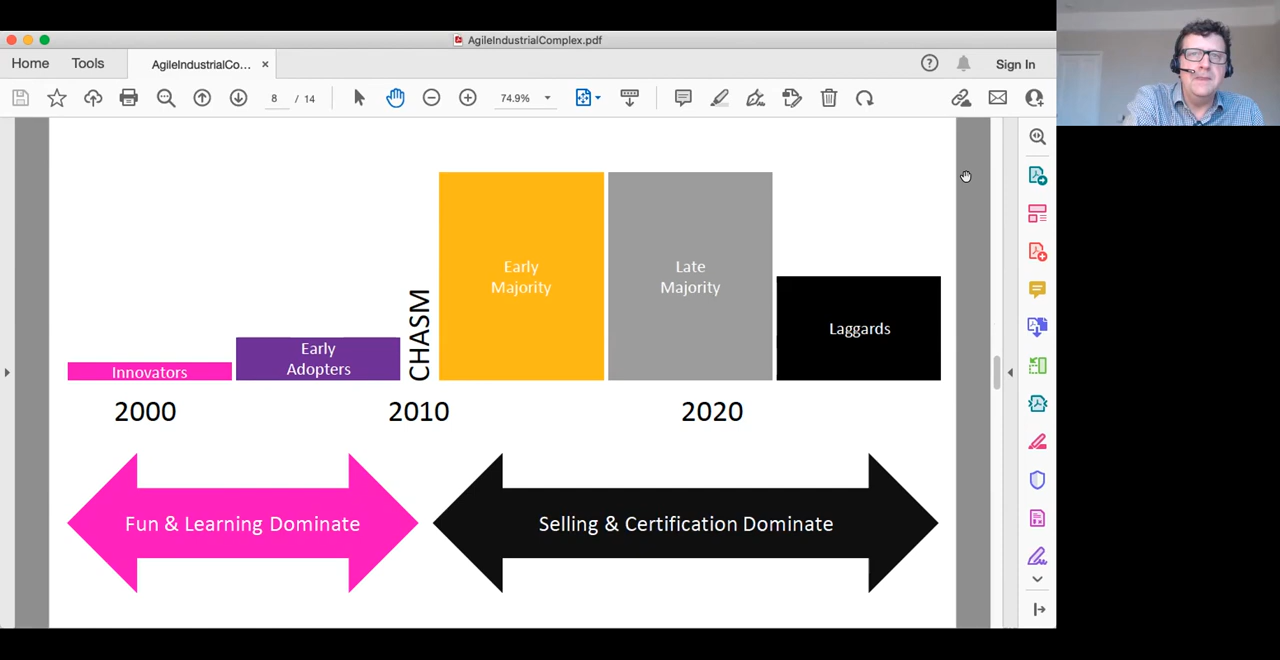 AgileIndustrialComplex.pdf
Home
Tools
AgileIndustrialCo...
Sign In
8 / 14
74.9%
Early
Majority
Late
Majority
Laggards
CHASM
Early
Adopters
Innovators
2000
2010
2020
Fun & Learning Dominate
Selling & Certification Dominate